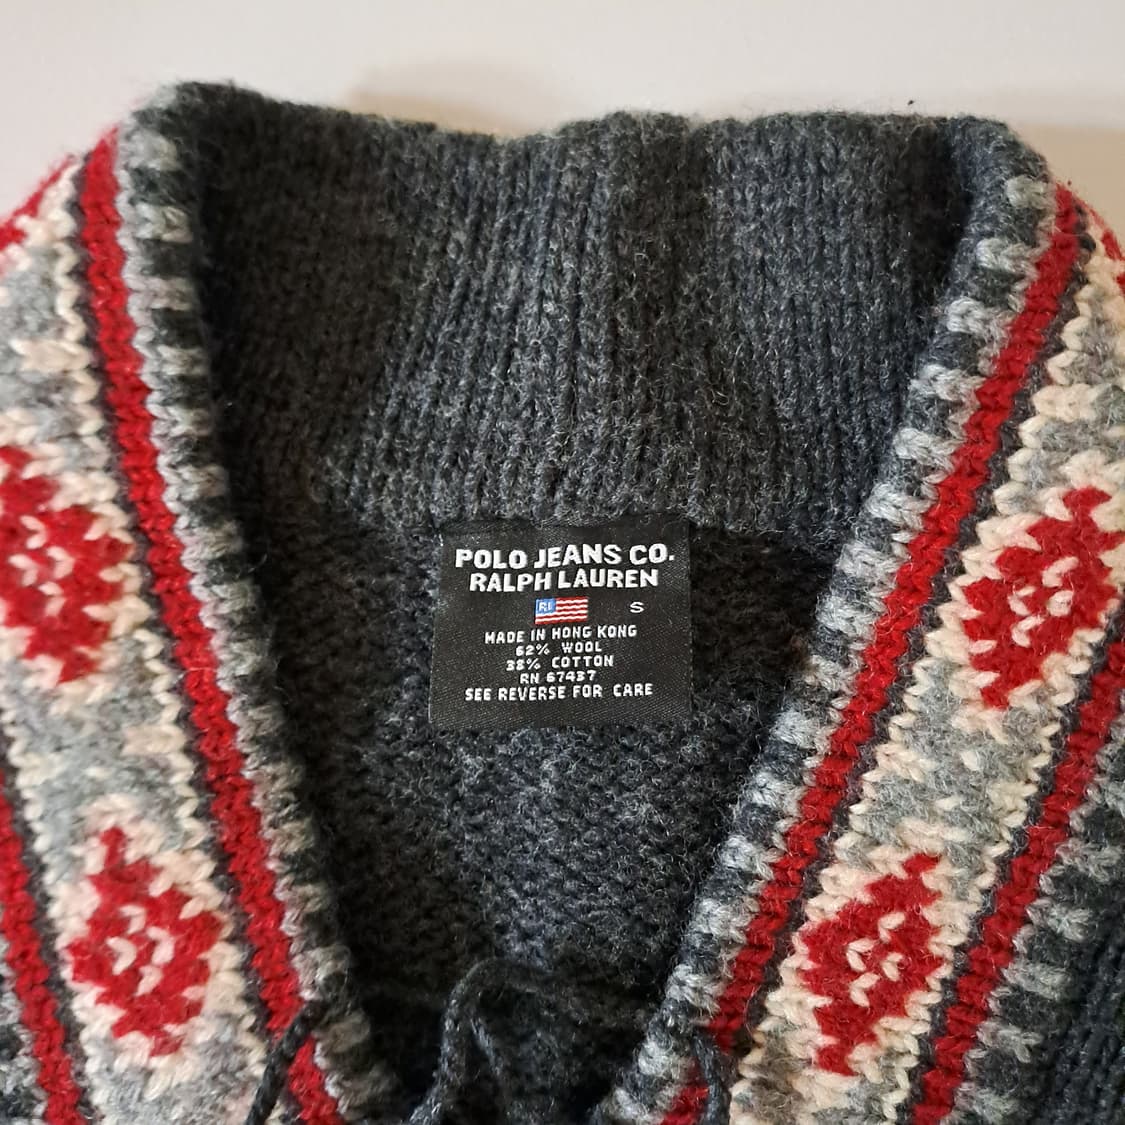 POLO JEANS CO.
RALPH LAUREN
RL S
MADE IN HONG KONG
62% WOOL
38% COTTON
RN 67437
SEE REVERSE FOR CARE